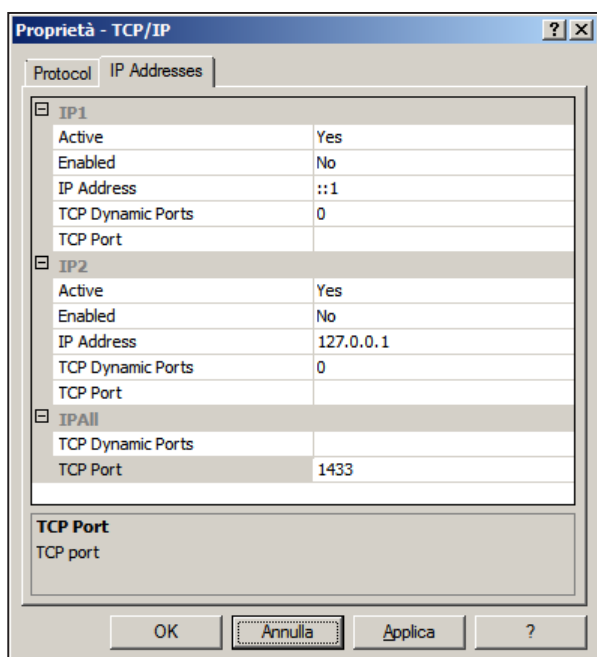 Proprietà - TCP/IP ? X
Protocol IP Addresses
IP1
Active Yes
Enabled No
IP Address ::1
TCP Dynamic Ports 0
TCP Port
IP2
Active Yes
Enabled No
IP Address 127.0.0.1
TCP Dynamic Ports 0
TCP Port
IPAll
TCP Dynamic Ports
TCP Port 1433
TCP Port
TCP port
OK Annulla Applica ?